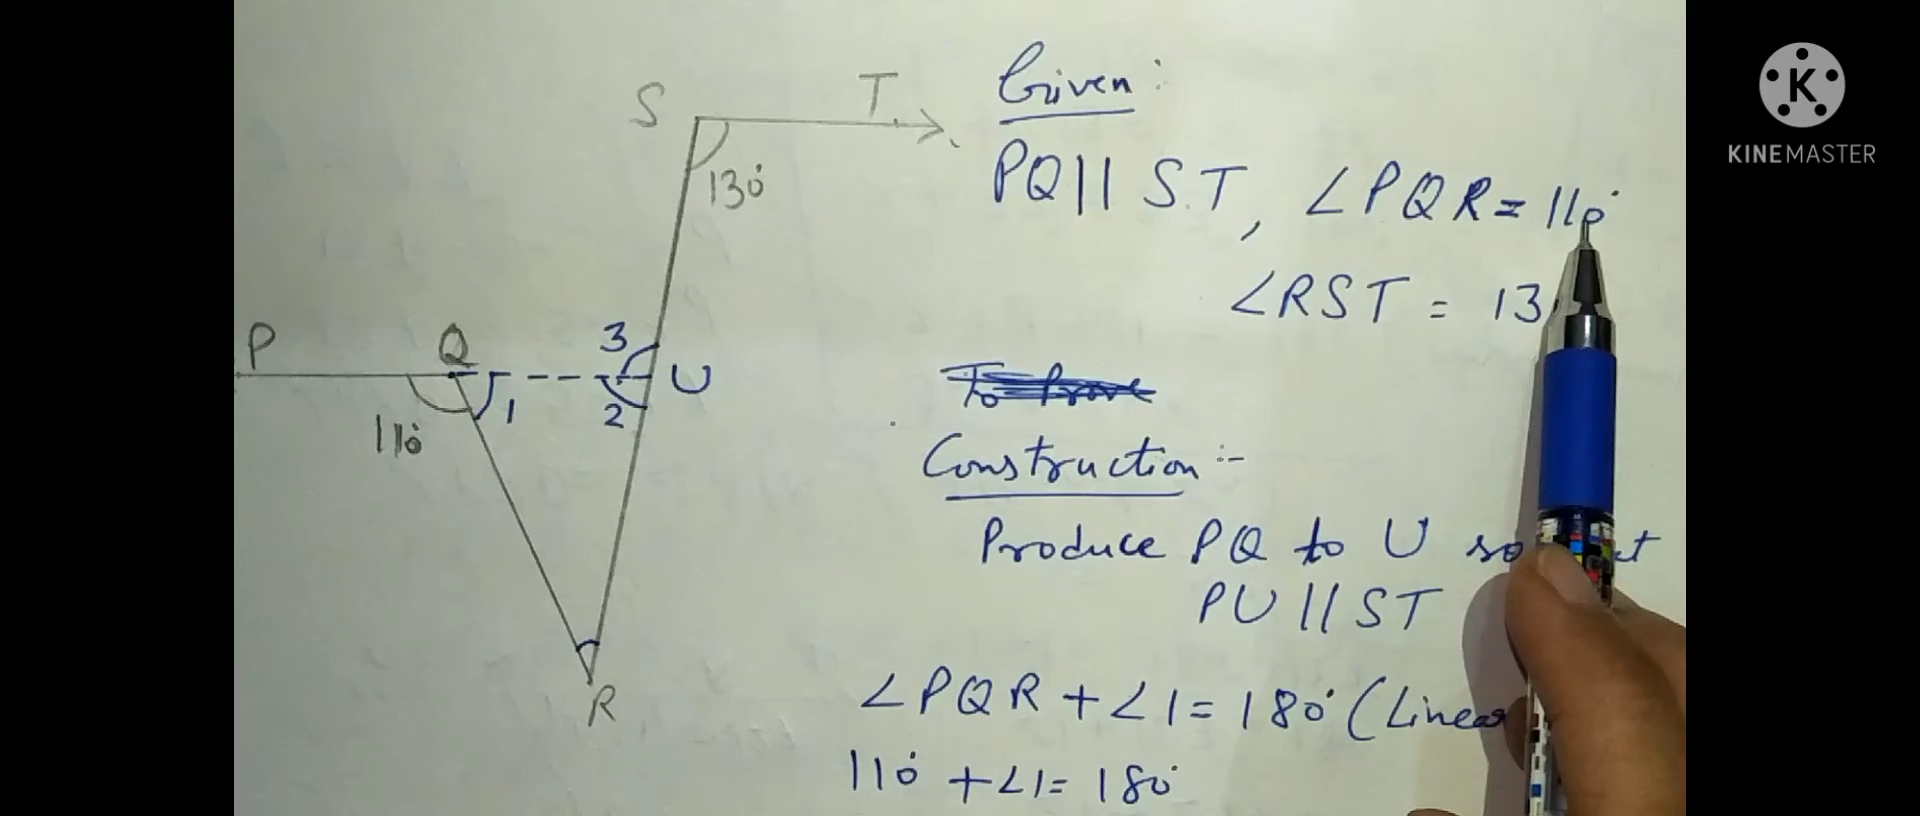 S
T
Given:
130°
PQ || ST, ∠PQR = 110°
∠RST = 13
P
Q
3
U
1
2
110°
Construction :-
Produce PQ to U so
PU || ST
R
∠PQR + ∠1 = 180° (Linear
110° + ∠1 = 180°
K
KINEMASTER